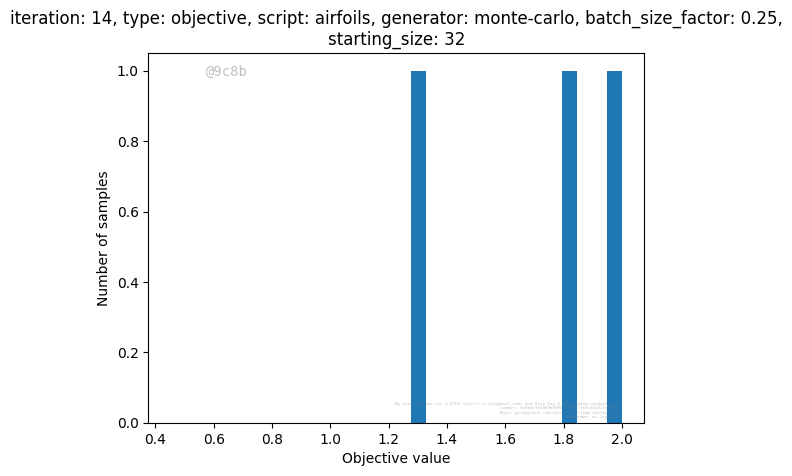 iteration: 14, type: objective, script: airfoils, generator: monte-carlo, batch_size_factor: 0.25,
starting_size: 32
@9c8b
1.0
0.8
0.6
0.4
0.2
0.0
Number of samples
0.4 0.6 0.8 1.0 1.2 1.4 1.6 1.8 2.0
Objective value